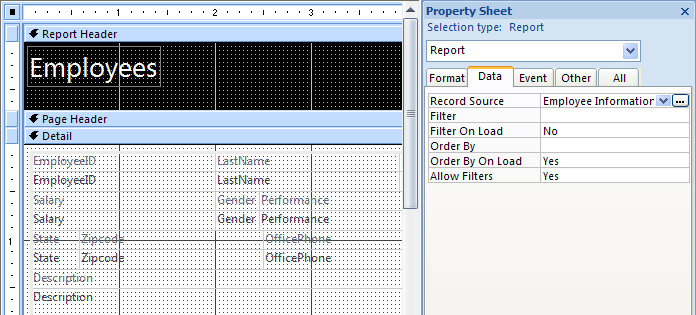 1 2 3
Report Header
Employees
Page Header
Detail
EmployeeID LastName
EmployeeID LastName
Salary Gender Performance
Salary Gender Performance
State Zipcode OfficePhone
1
State Zipcode OfficePhone
Description
Description
Property Sheet
Selection type: Report
Report
Format Data Event Other All
Record Source Employee Information ...
Filter
Filter On Load No
Order By
Order By On Load Yes
Allow Filters Yes